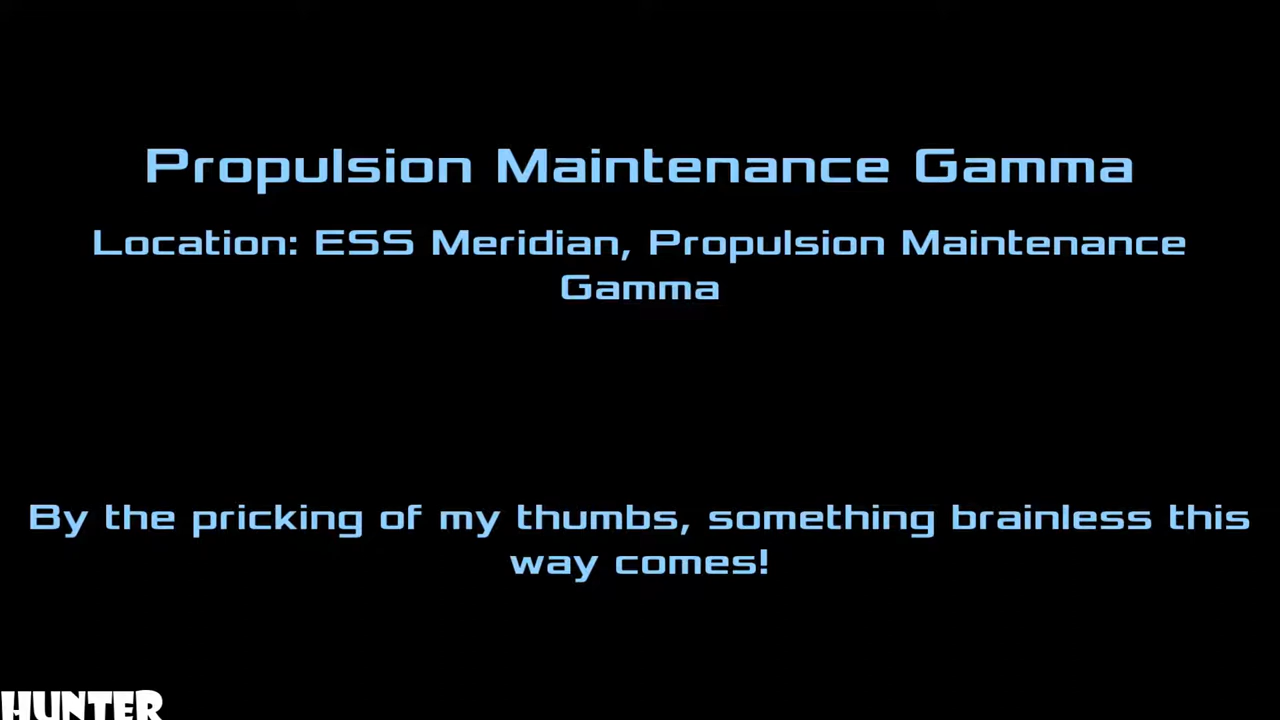 Propulsion Maintenance Gamma
Location: ESS Meridian, Propulsion Maintenance
Gamma
By the pricking of my thumbs, something brainless this
way comes!
HUNTER